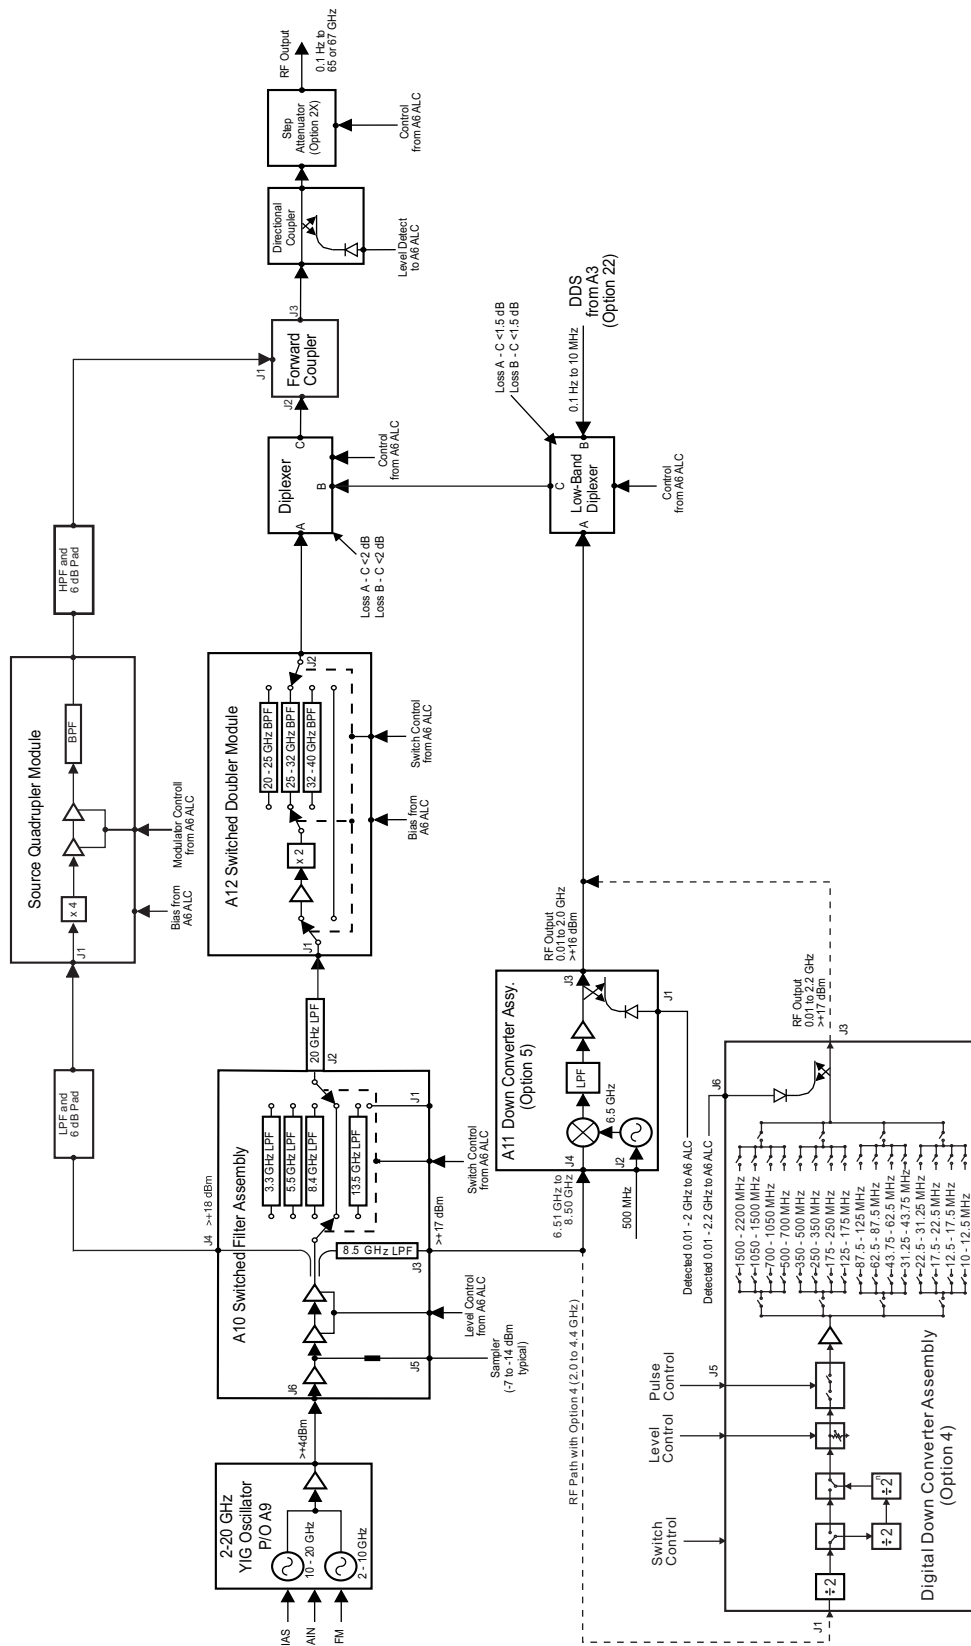 IAS
AIN
FM
2-20 GHz
YIG Oscillator
P/O A9
10 - 20 GHz
2 - 10 GHz
>+4dBm
A10 Switched Filter Assembly
J6
J4
>+18 dBm
3.3 GHz LPF
5.5 GHz LPF
8.4 GHz LPF
13.5 GHz LPF
8.5 GHz LPF
J3
>+17 dBm
J5
J1
J2
Sampler
(-7 to -14 dBm
typical)
Level Control
from A6 ALC
Switch Control
from A6 ALC
20 GHz LPF
LPF and
6 dB Pad
Source Quadrupler Module
J1
x 4
BPF
Bias from
A6 ALC
Modulator Controll
from A6 ALC
HPF and
6 dB Pad
A12 Switched Doubler Module
J1
x 2
20 - 25 GHz BPF
25 - 32 GHz BPF
32 - 40 GHz BPF
J2
Bias from
A6 ALC
Switch Control
from A6 ALC
Diplexer
A
B
C
Loss A - C <2 dB
Loss B - C <2 dB
Control
from A6 ALC
J1
J2
Forward
Coupler
J3
Directional
Coupler
Level Detect
to A6 ALC
Step
Attenuator
(Option 2X)
Control
from A6 ALC
RF Output
0.1 Hz to
65 or 67 GHz
A11 Down Converter Assy.
(Option 5)
6.51 GHz to
8.50 GHz
J4
J2
500 MHz
6.5 GHz
LPF
J3
J1
RF Output
0.01 to 2.0 GHz
>+16 dBm
Detected 0.01 - 2 GHz to A6 ALC
Detected 0.01 - 2.2 GHz to A6 ALC
Low-Band
Diplexer
A
B
C
Loss A - C <1.5 dB
Loss B - C <1.5 dB
Control
from A6 ALC
0.1 Hz to 10 MHz
DDS
from A3
(Option 22)
RF Path with Option 4 (2.0 to 4.4 GHz)
J1
Switch
Control
Level
Control
Pulse
Control
J5
J6
J3
÷2
÷2
÷2ⁿ
Digital Down Converter Assembly
(Option 4)
1500 - 2200 MHz
1050 - 1500 MHz
700 - 1050 MHz
500 - 700 MHz
350 - 500 MHz
250 - 350 MHz
175 - 250 MHz
125 - 175 MHz
87.5 - 125 MHz
62.5 - 87.5 MHz
43.75 - 62.5 MHz
31.25 - 43.75 MHz
22.5 - 31.25 MHz
17.5 - 22.5 MHz
12.5 - 17.5 MHz
10 - 12.5 MHz
RF Output
0.01 to 2.2 GHz
>+17 dBm